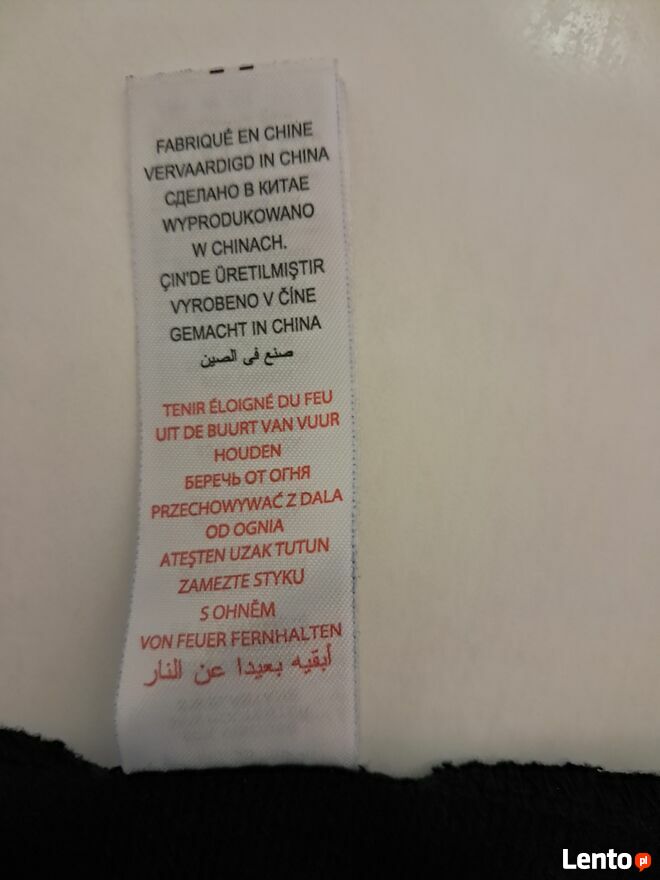 FABRIQUÉ EN CHINE
VERVAARDIGD IN CHINA
СДЕЛАНО В КИТАЕ
WYPRODUKOWANO
W CHINACH.
ÇIN'DE ÜRETILMIŞTIR
VYROBENO V ČÍNE
GEMACHT IN CHINA
صنع فى الصين
TENIR ÉLOIGNÉ DU FEU
UIT DE BUURT VAN VUUR
HOUDEN
БЕРЕЧЬ ОТ ОГНЯ
PRZECHOWYWAĆ Z DALA
OD OGNIA
ATEŞTEN UZAK TUTUN
ZAMEZTE STYKU
S OHNĚM
VON FEUER FERNHALTEN
أبقيه بعيدا عن النار
Lento pl